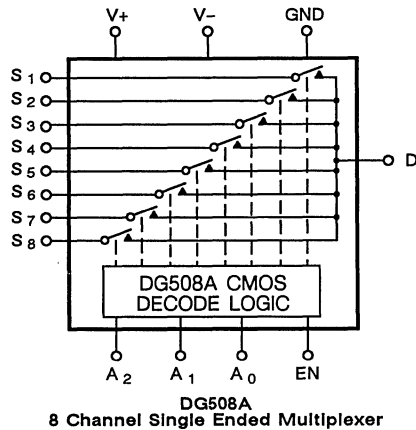 V+ V- GND
S1
S2
S3
S4
S5
S6
S7
S8
D
DG508A CMOS
DECODE LOGIC
A2 A1 A0 EN
DG508A
8 Channel Single Ended Multiplexer